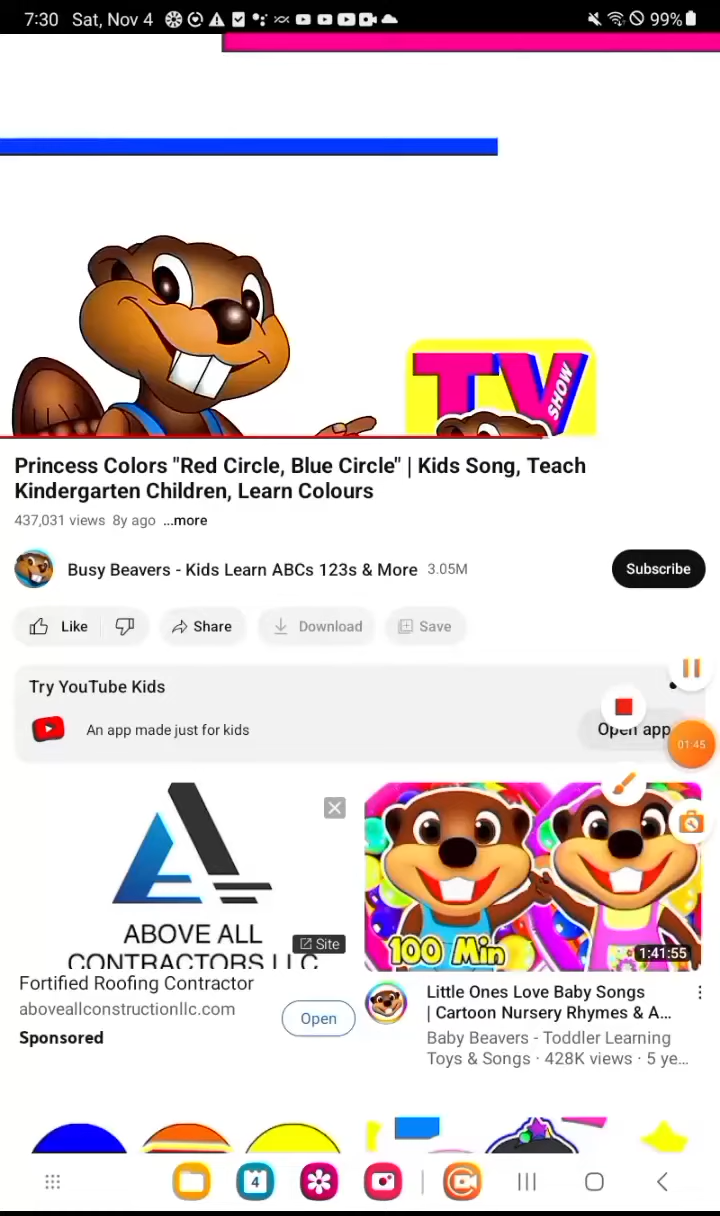 7:30 Sat, Nov 4
99%
TV
SHOW
Princess Colors "Red Circle, Blue Circle" | Kids Song, Teach
Kindergarten Children, Learn Colours
437,031 views 8y ago ...more
Busy Beavers - Kids Learn ABCs 123s & More 3.05M
Subscribe
Like
Share
Download
Save
Try YouTube Kids
An app made just for kids
Open app
01:45
ABOVE ALL
CONTRACTORS LLC
Site
Fortified Roofing Contractor
aboveallconstructionllc.com
Open
Sponsored
100 Min
1:41:55
Little Ones Love Baby Songs
| Cartoon Nursery Rhymes & A...
Baby Beavers - Toddler Learning
Toys & Songs · 428K views · 5 ye...
4